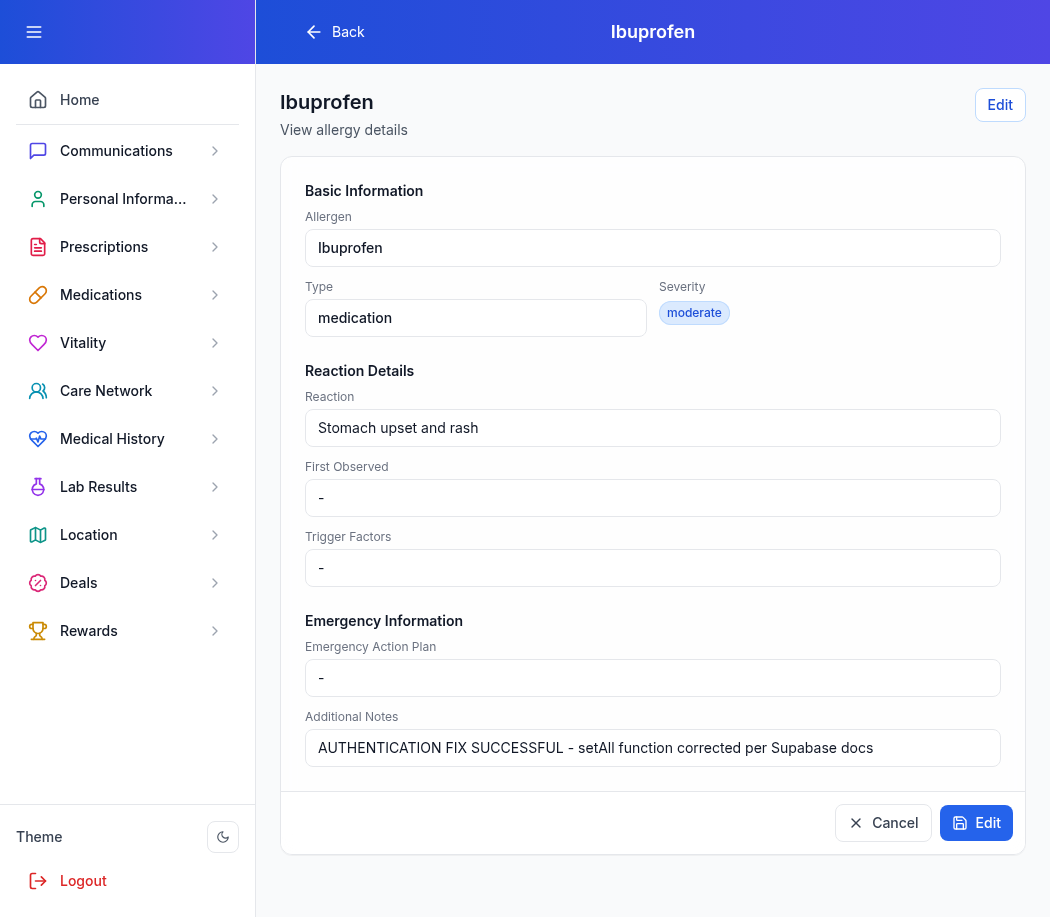 Back
Ibuprofen
Home
Communications
Personal Informa...
Prescriptions
Medications
Vitality
Care Network
Medical History
Lab Results
Location
Deals
Rewards
Theme
Logout
Ibuprofen
Edit
View allergy details
Basic Information
Allergen
Ibuprofen
Type
Severity
medication
moderate
Reaction Details
Reaction
Stomach upset and rash
First Observed
-
Trigger Factors
-
Emergency Information
Emergency Action Plan
-
Additional Notes
AUTHENTICATION FIX SUCCESSFUL - setAll function corrected per Supabase docs
Cancel
Edit